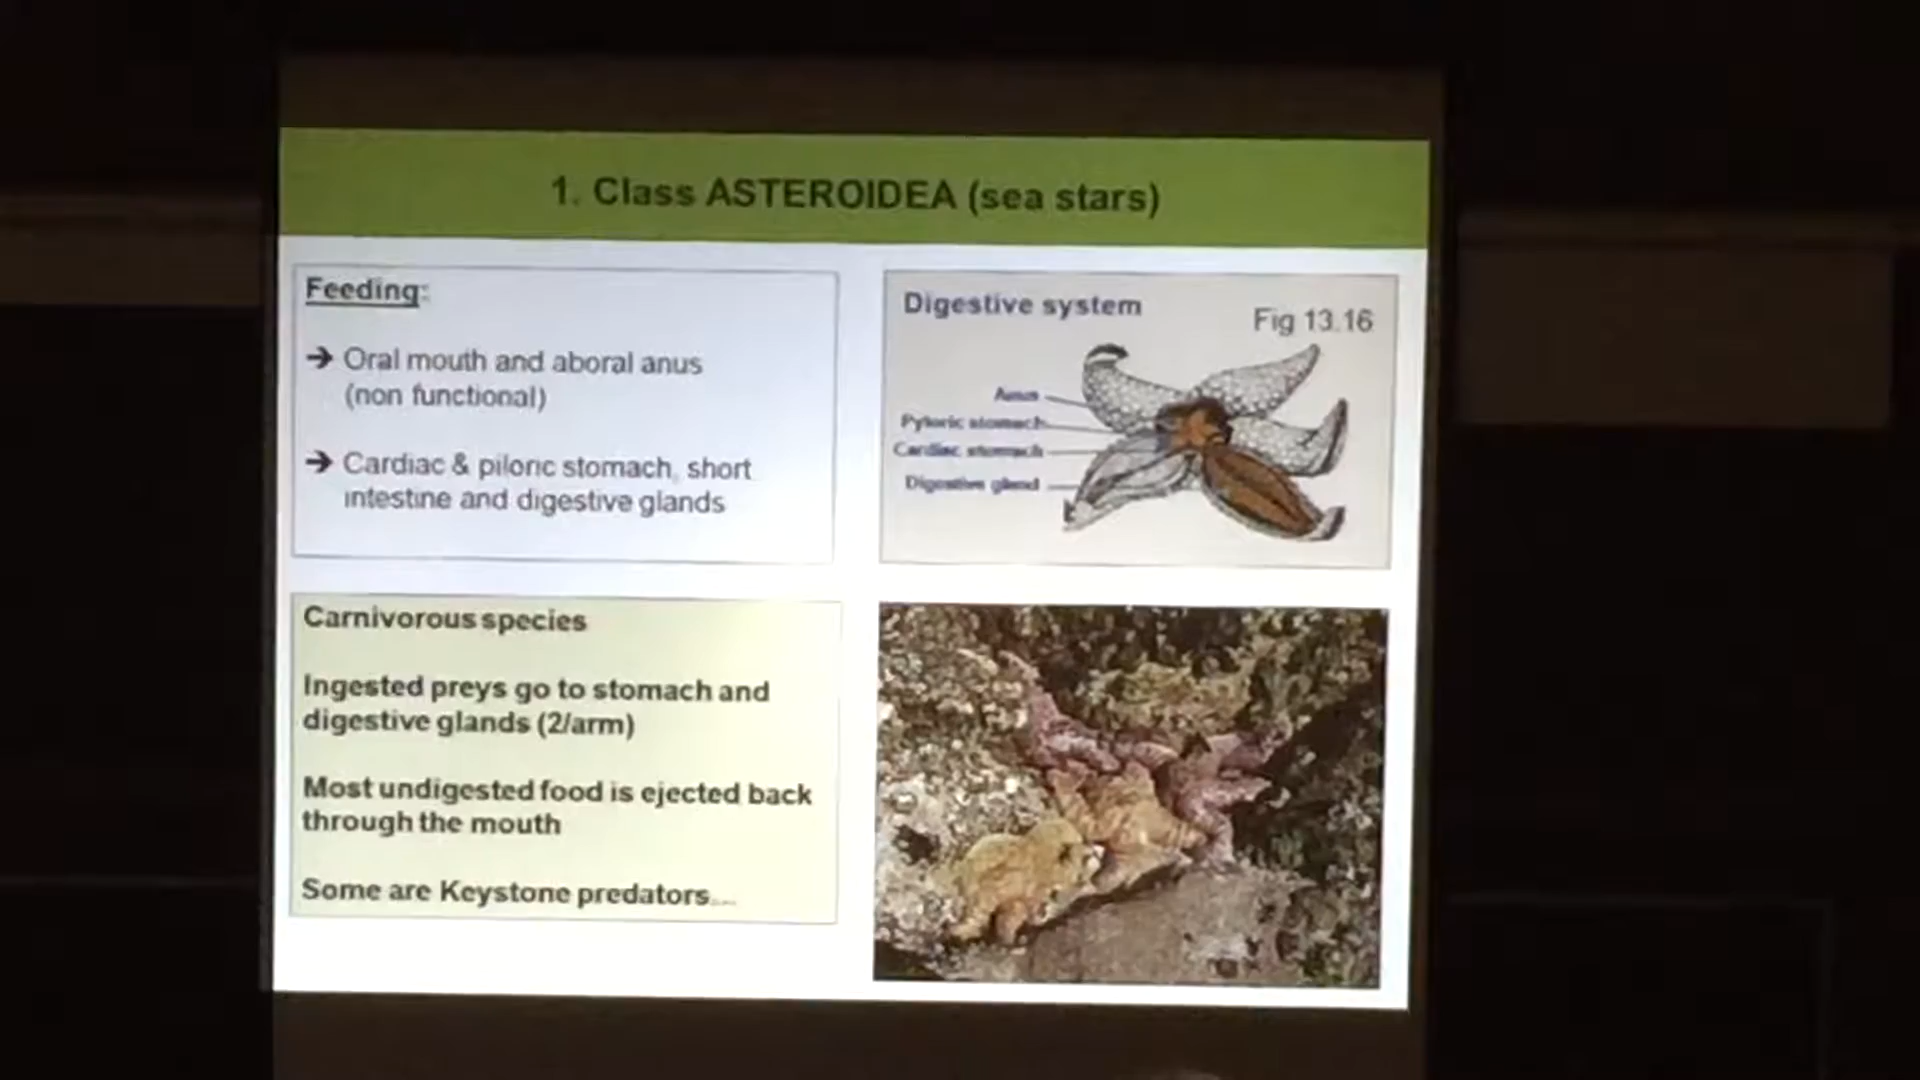 1. Class ASTEROIDEA (sea stars)
Feeding:
→ Oral mouth and aboral anus
(non functional)
→ Cardiac & piloric stomach, short
intestine and digestive glands
Digestive system
Fig 13.16
Anus
Pyloric stomach
Cardiac stomach
Digestive gland
Carnivorous species
Ingested preys go to stomach and
digestive glands (2/arm)
Most undigested food is ejected back
through the mouth
Some are Keystone predators....